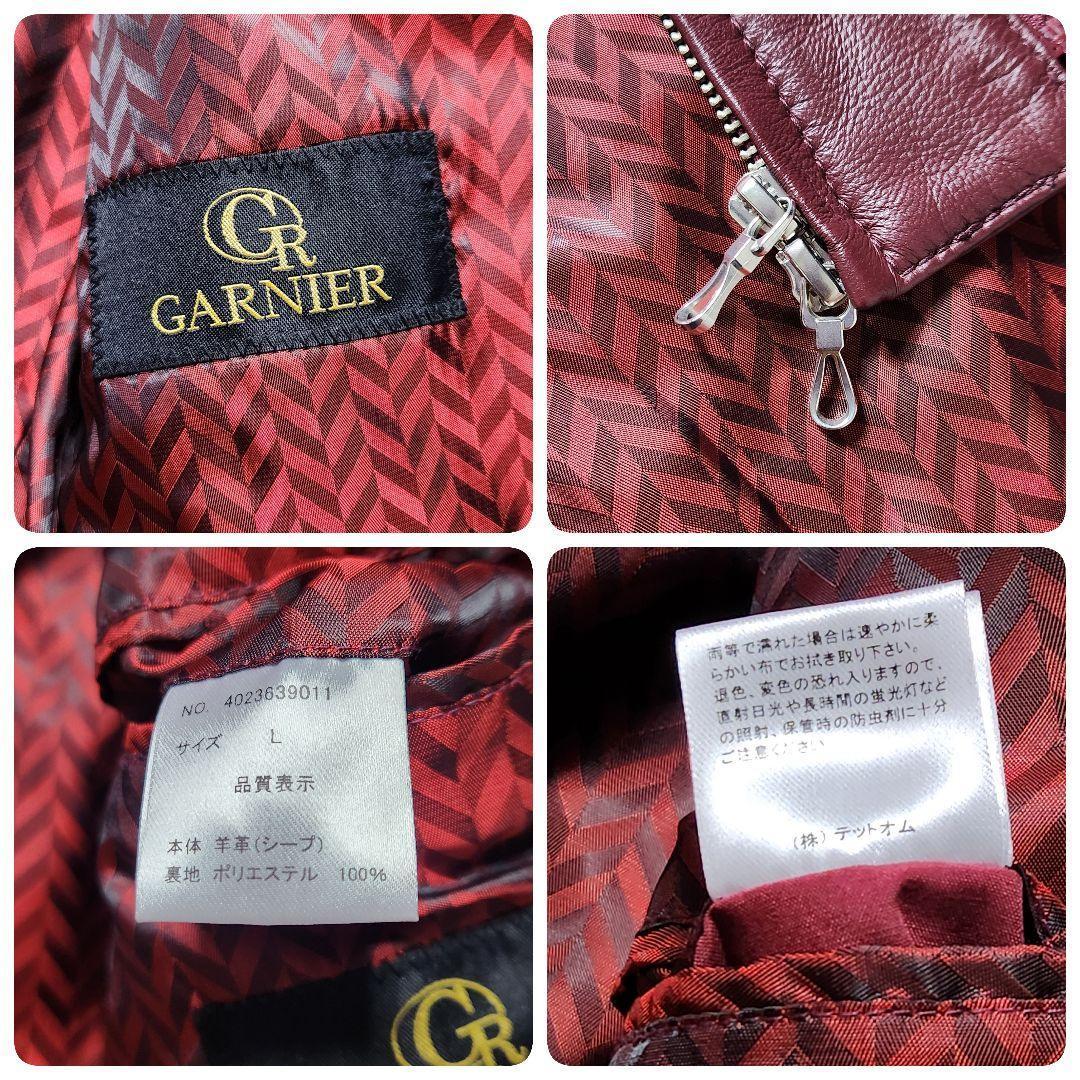 GR
GARNIER
NO. 4023639011
サイズ L
品質表示
本体 羊革(シープ)
裏地 ポリエステル 100%
GR
雨等で濡れた場合は速やかに柔
らかい布でお拭き取り下さい。
退色、変色の恐れ入りますので、
直射日光や長時間の蛍光灯など
の照射、保管時の防虫剤に十分
ご注意ください
(株)テットオム